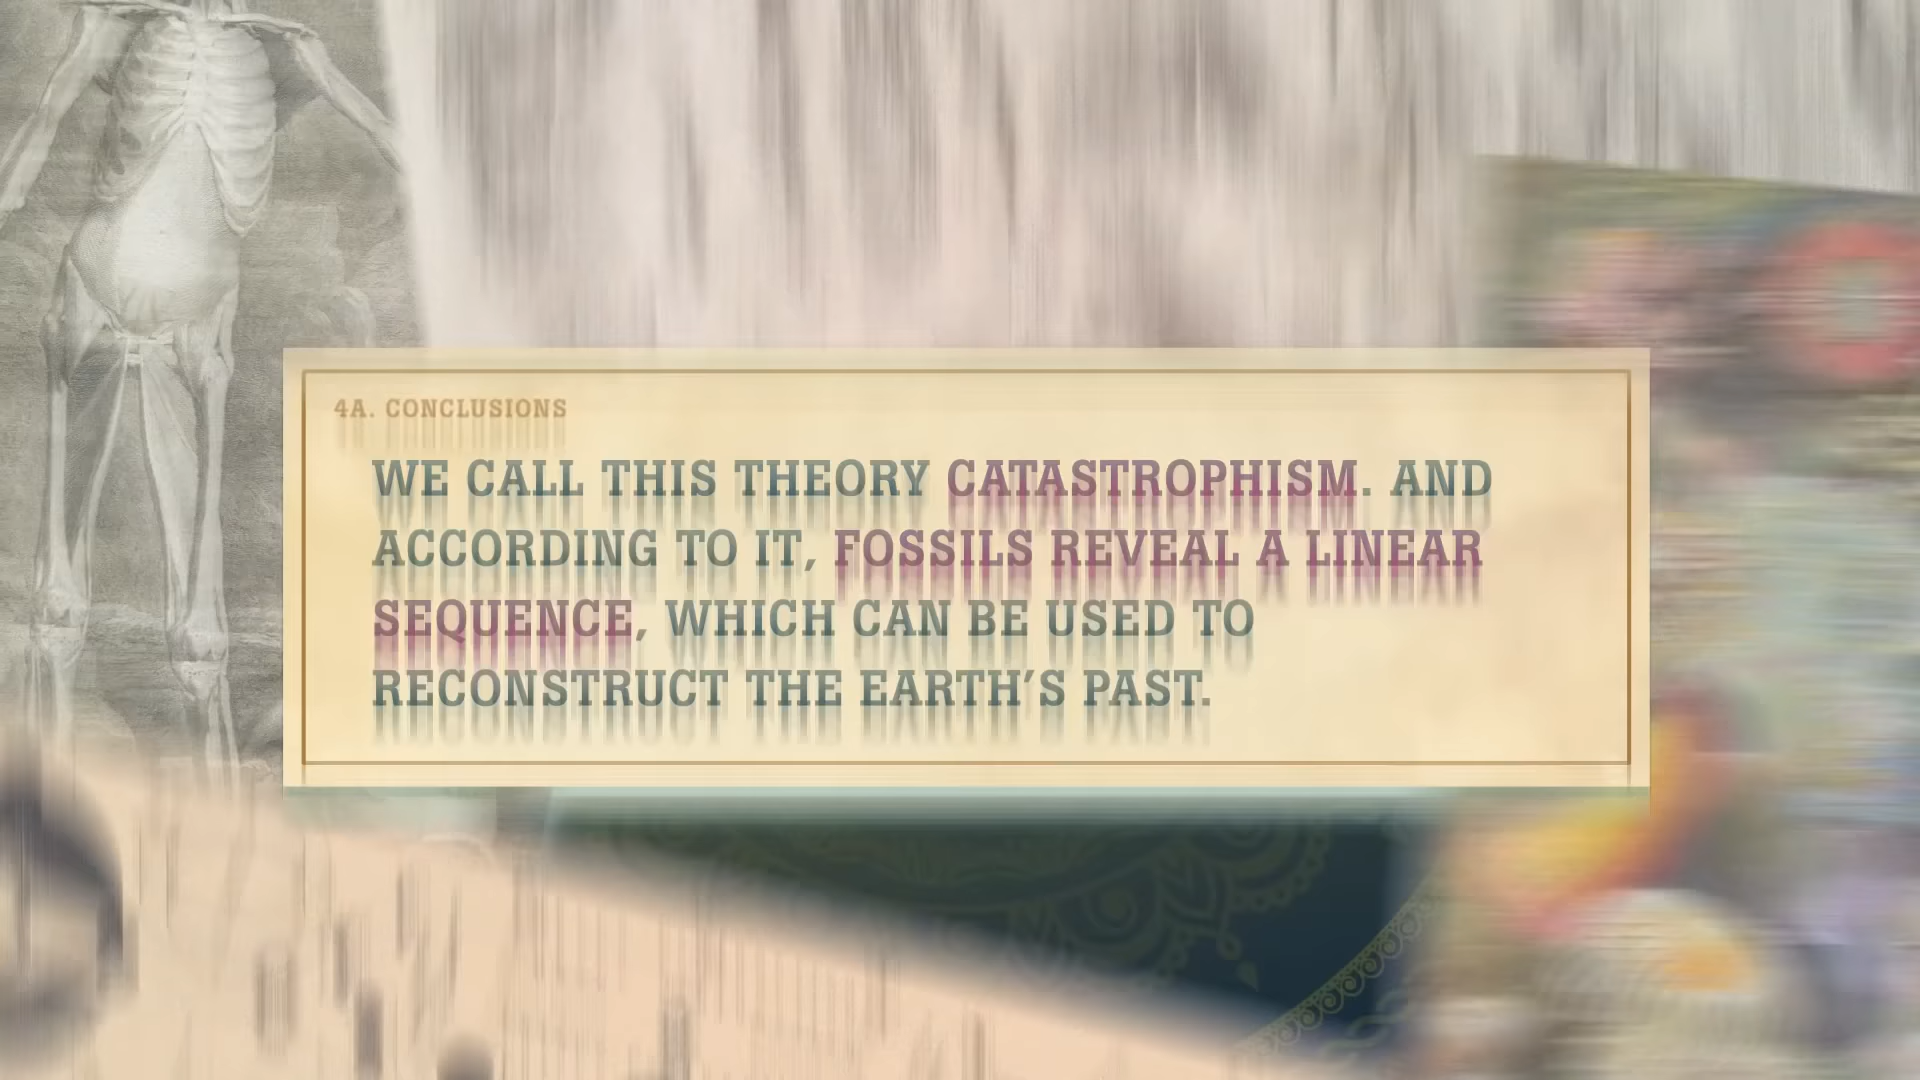 4A. CONCLUSIONS
WE CALL THIS THEORY CATASTROPHISM. AND
ACCORDING TO IT, FOSSILS REVEAL A LINEAR
SEQUENCE, WHICH CAN BE USED TO
RECONSTRUCT THE EARTH'S PAST.